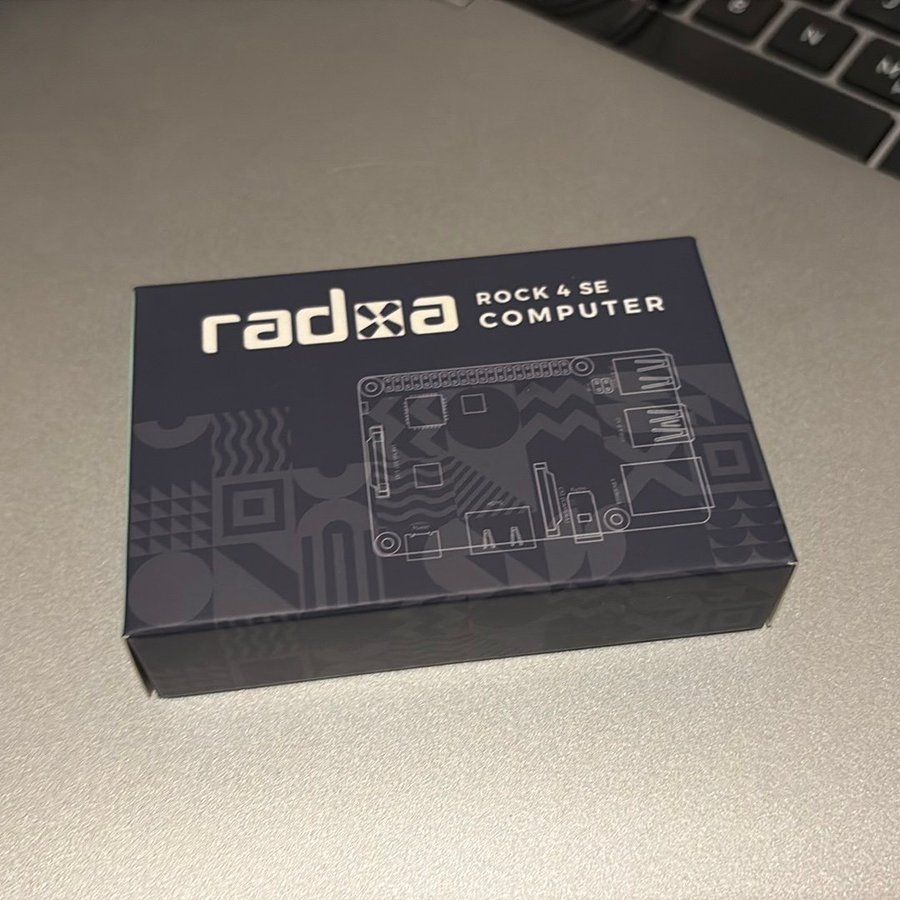 radxa
ROCK 4 SE
COMPUTER
N
M